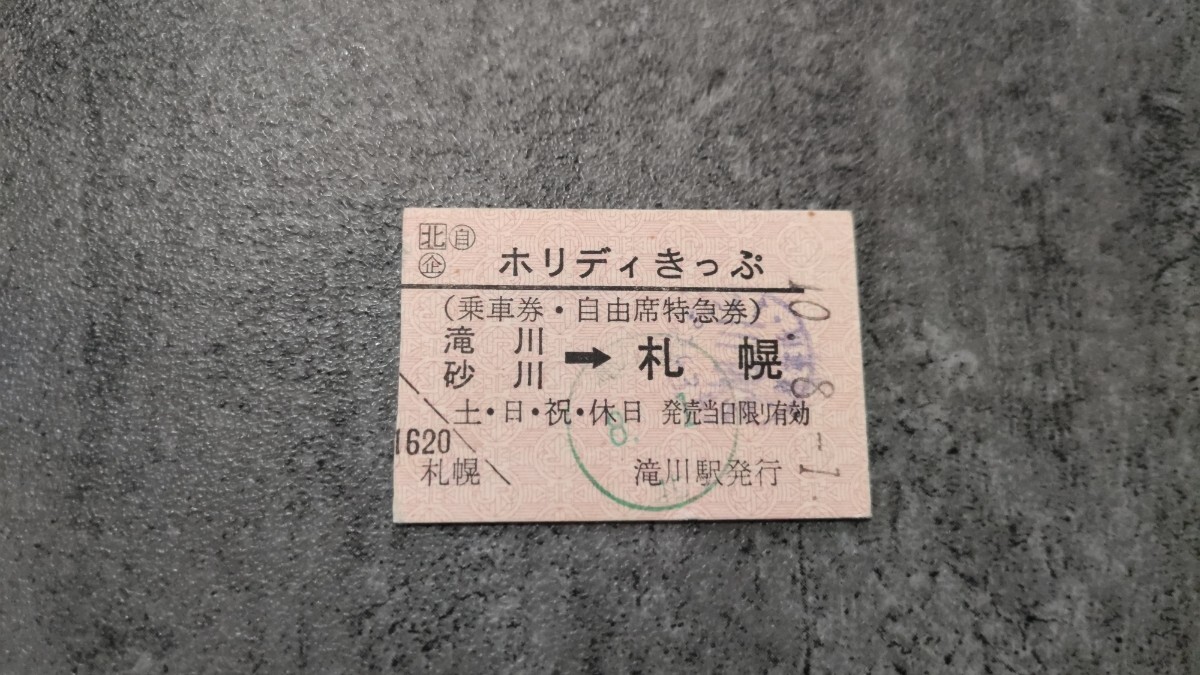 北 自
企
ホリディきっぷ
(乗車券・自由席特急券)
滝川
砂川
➡ 札幌
土・日・祝・休日 発売当日限り有効
1620
札幌
滝川駅発行